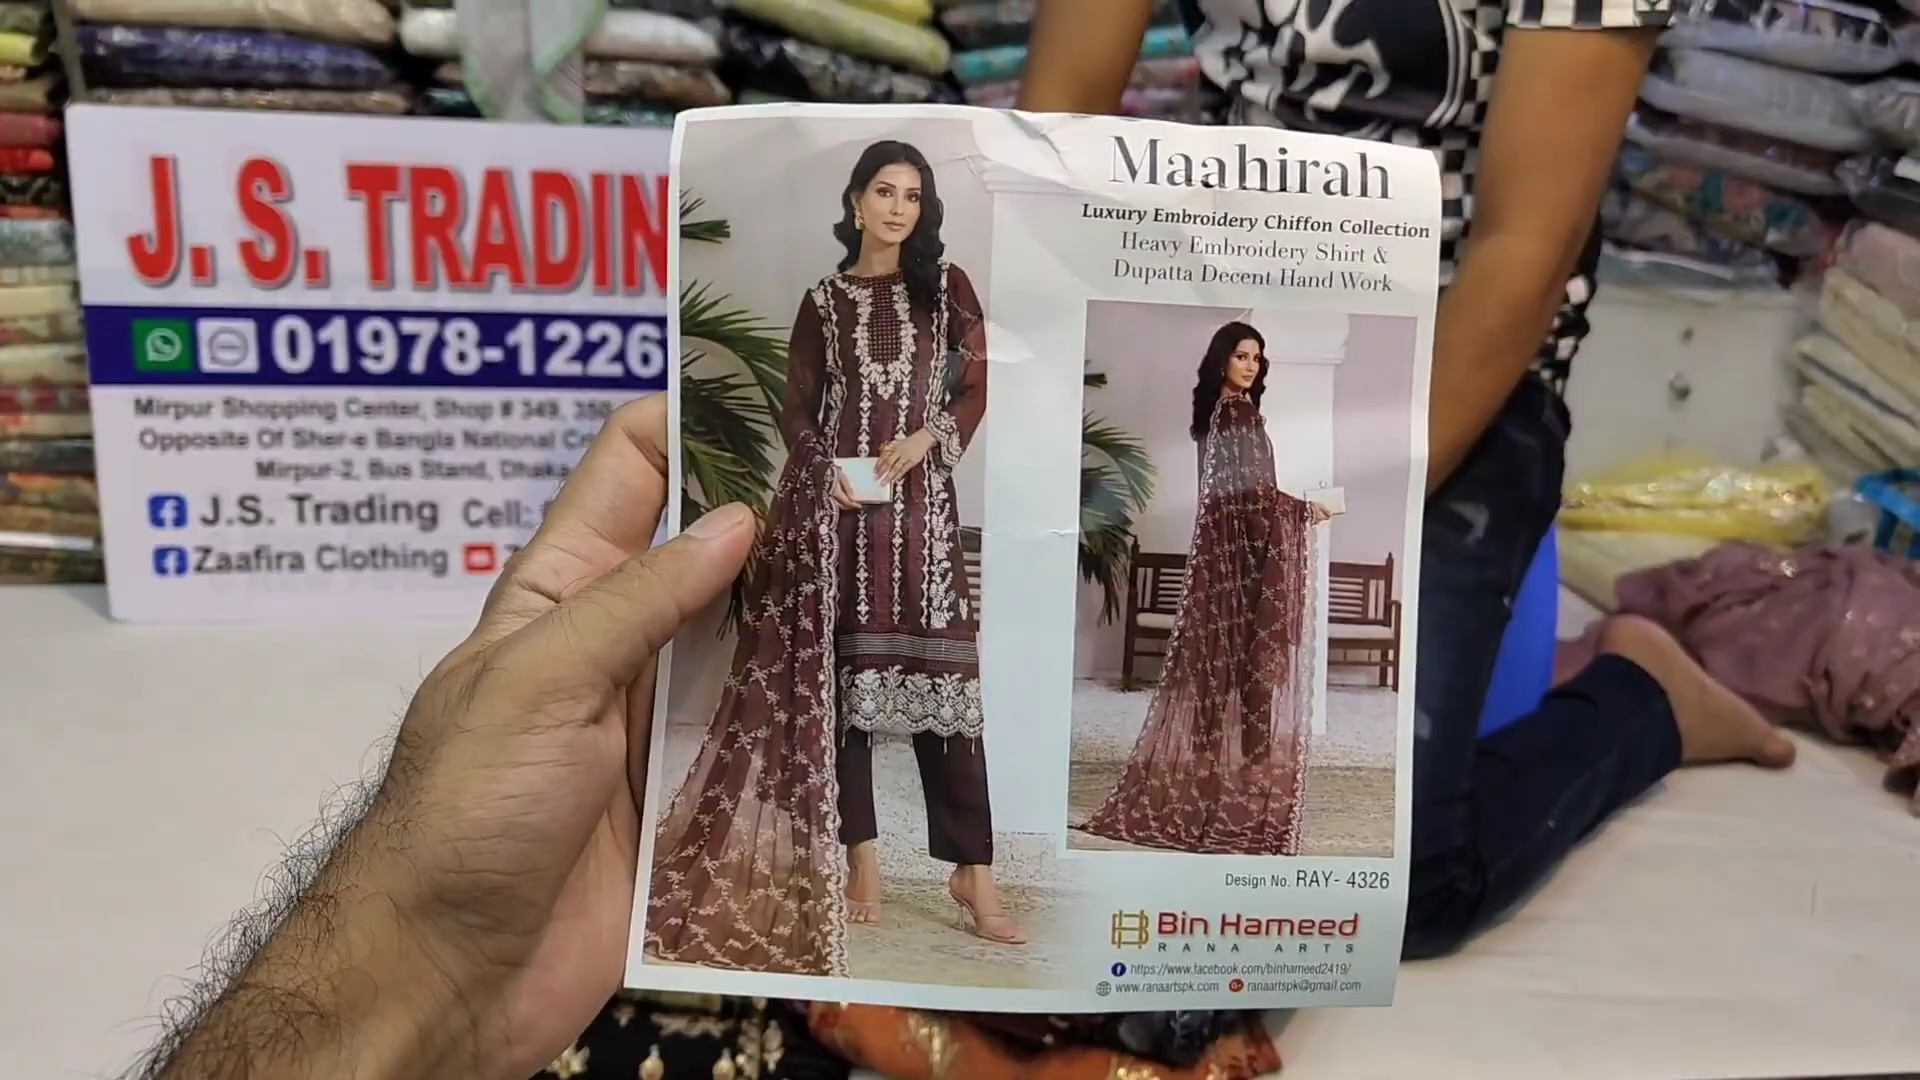 J. S. TRADIN
01978-1226
Mirpur Shopping Center, Shop # 349, 350
Opposite Of Sher-e Bangla National Cri
Mirpur-2, Bus Stand, Dhaka
J.S. Trading Cell:
Zaafira Clothing
Maahirah
Luxury Embroidery Chiffon Collection
Heavy Embroidery Shirt &
Dupatta Decent Hand Work
Design No. RAY- 4326
Bin Hameed
RANA ARTS
https://www.facebook.com/binhameed2419/
www.ranaartspk.com ranaartspk@gmail.com